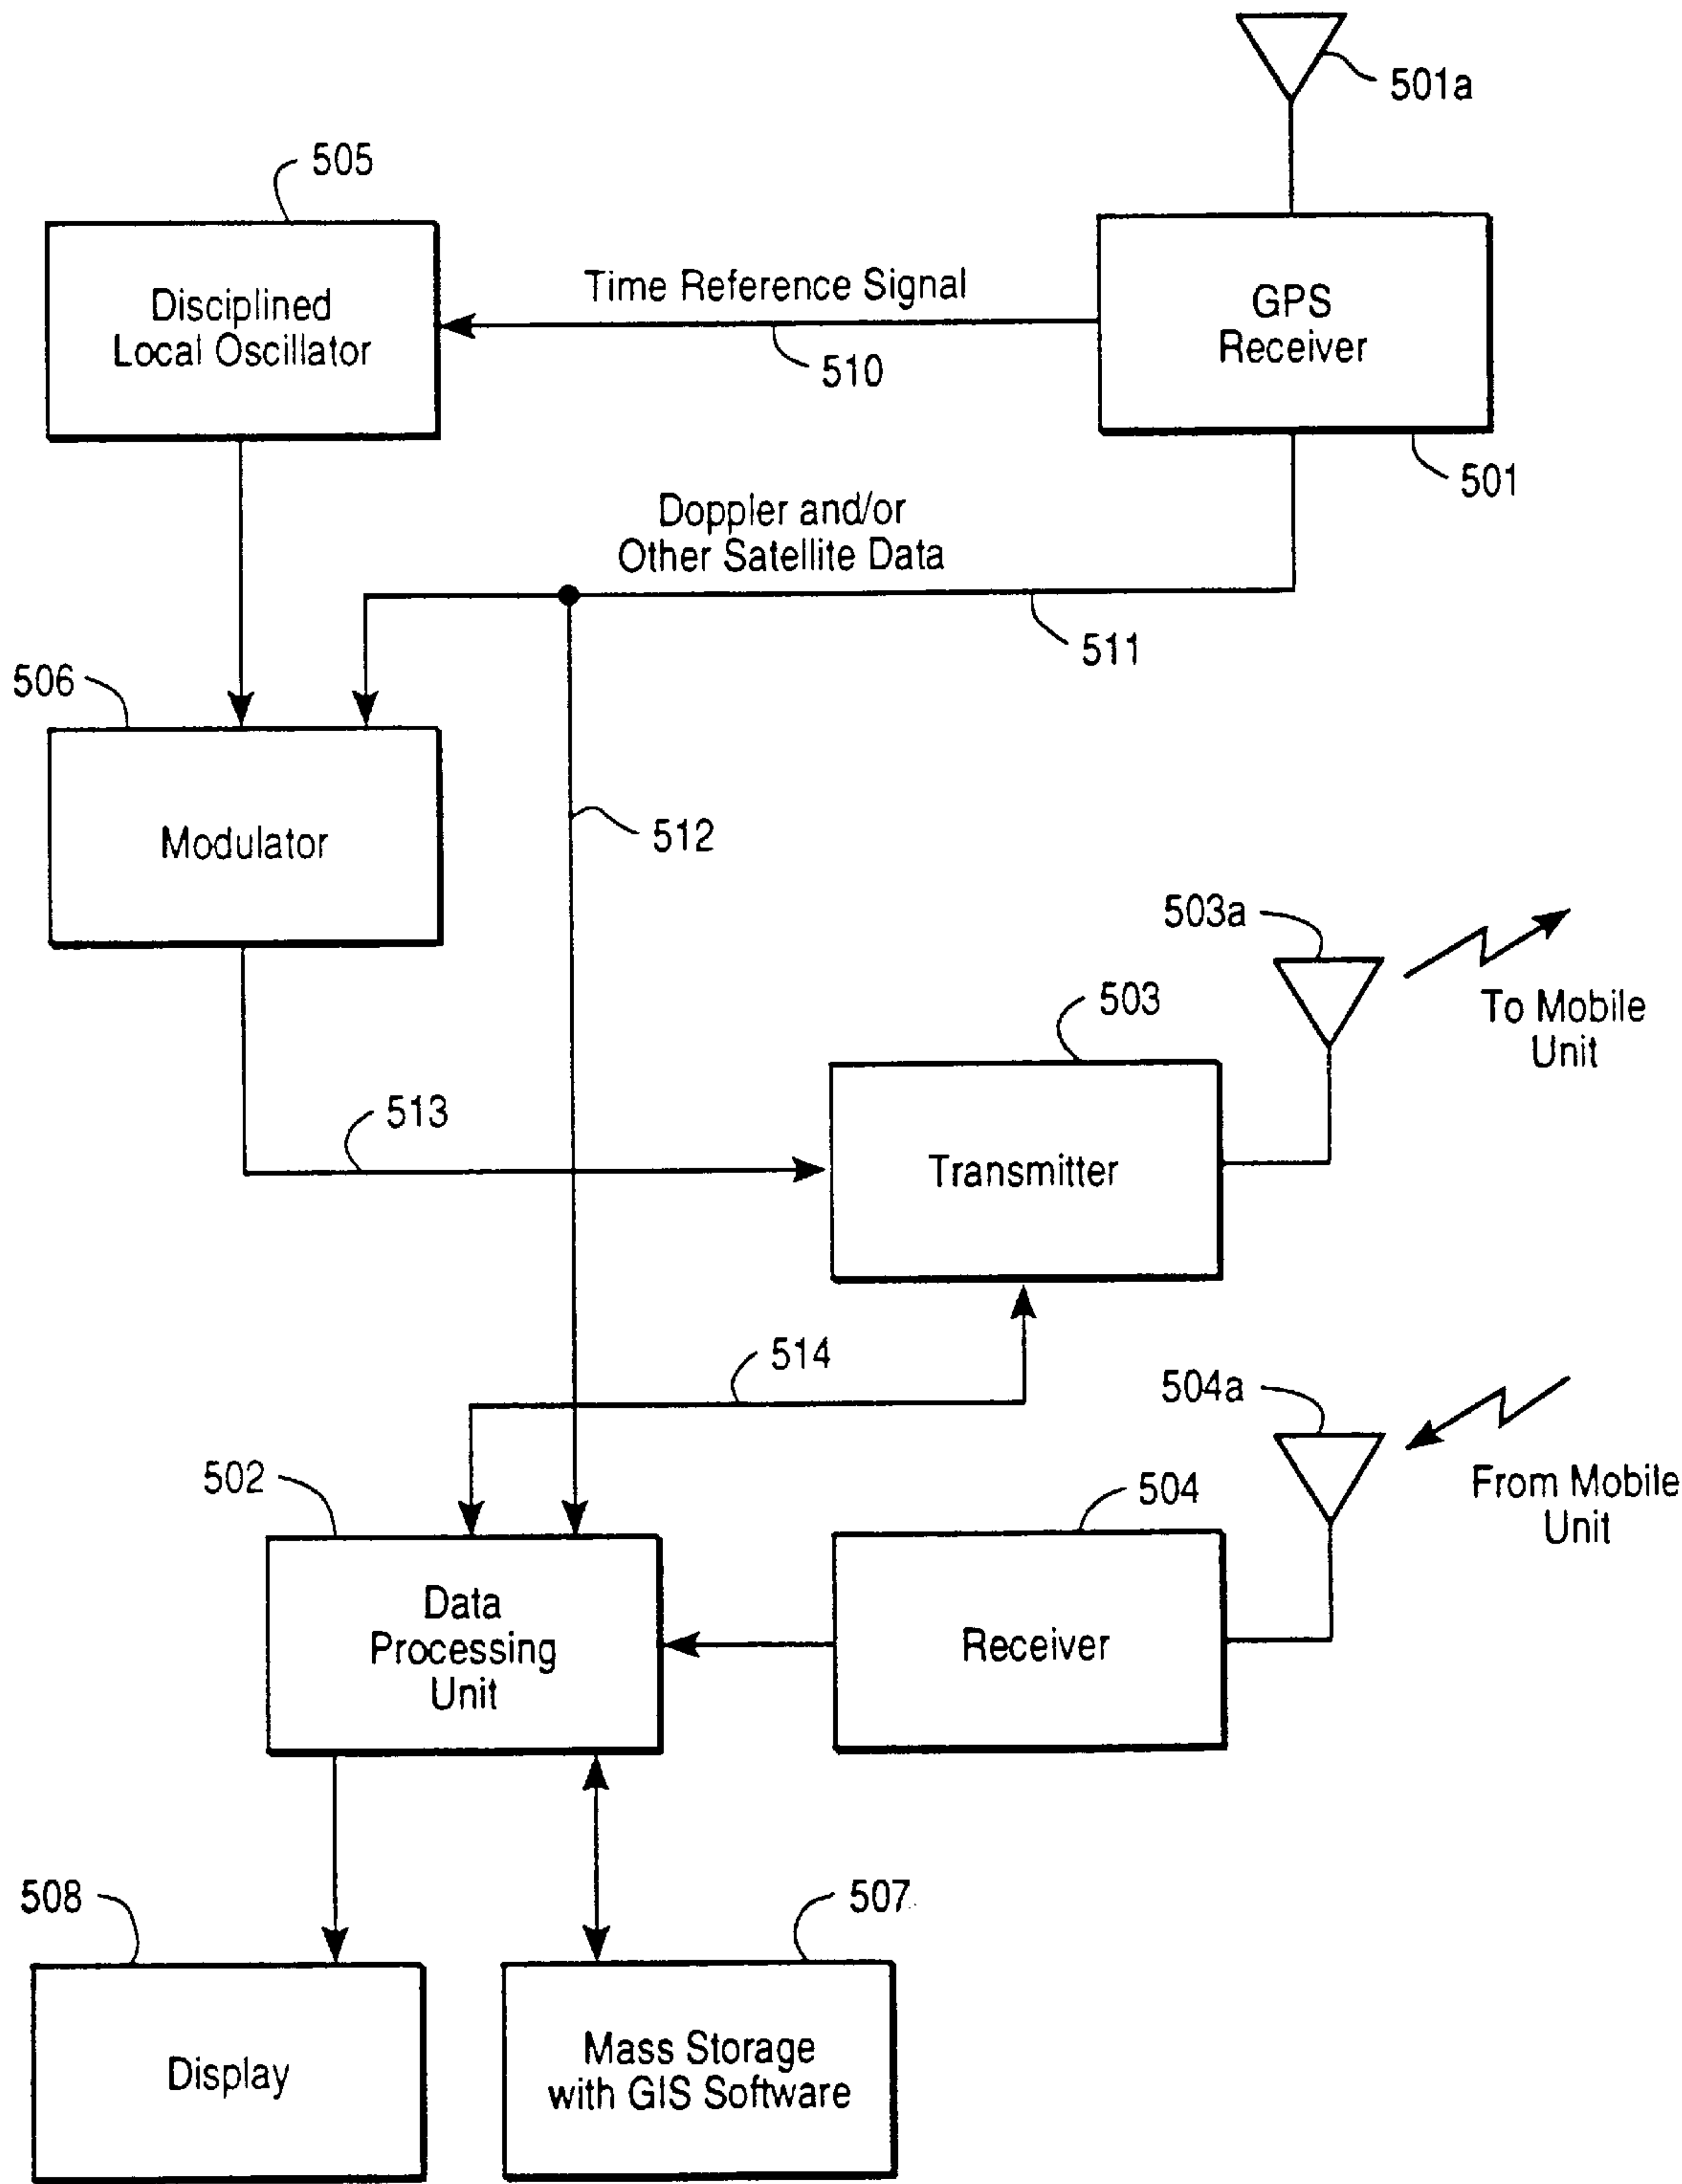 501a
505
Disciplined
Local Oscillator
Time Reference Signal
510
GPS
Receiver
501
Doppler and/or
Other Satellite Data
511
506
Modulator
512
503a
To Mobile
Unit
503
513
Transmitter
514
504a
From Mobile
Unit
502
504
Data
Processing
Unit
Receiver
508
507
Display
Mass Storage
with GIS Software